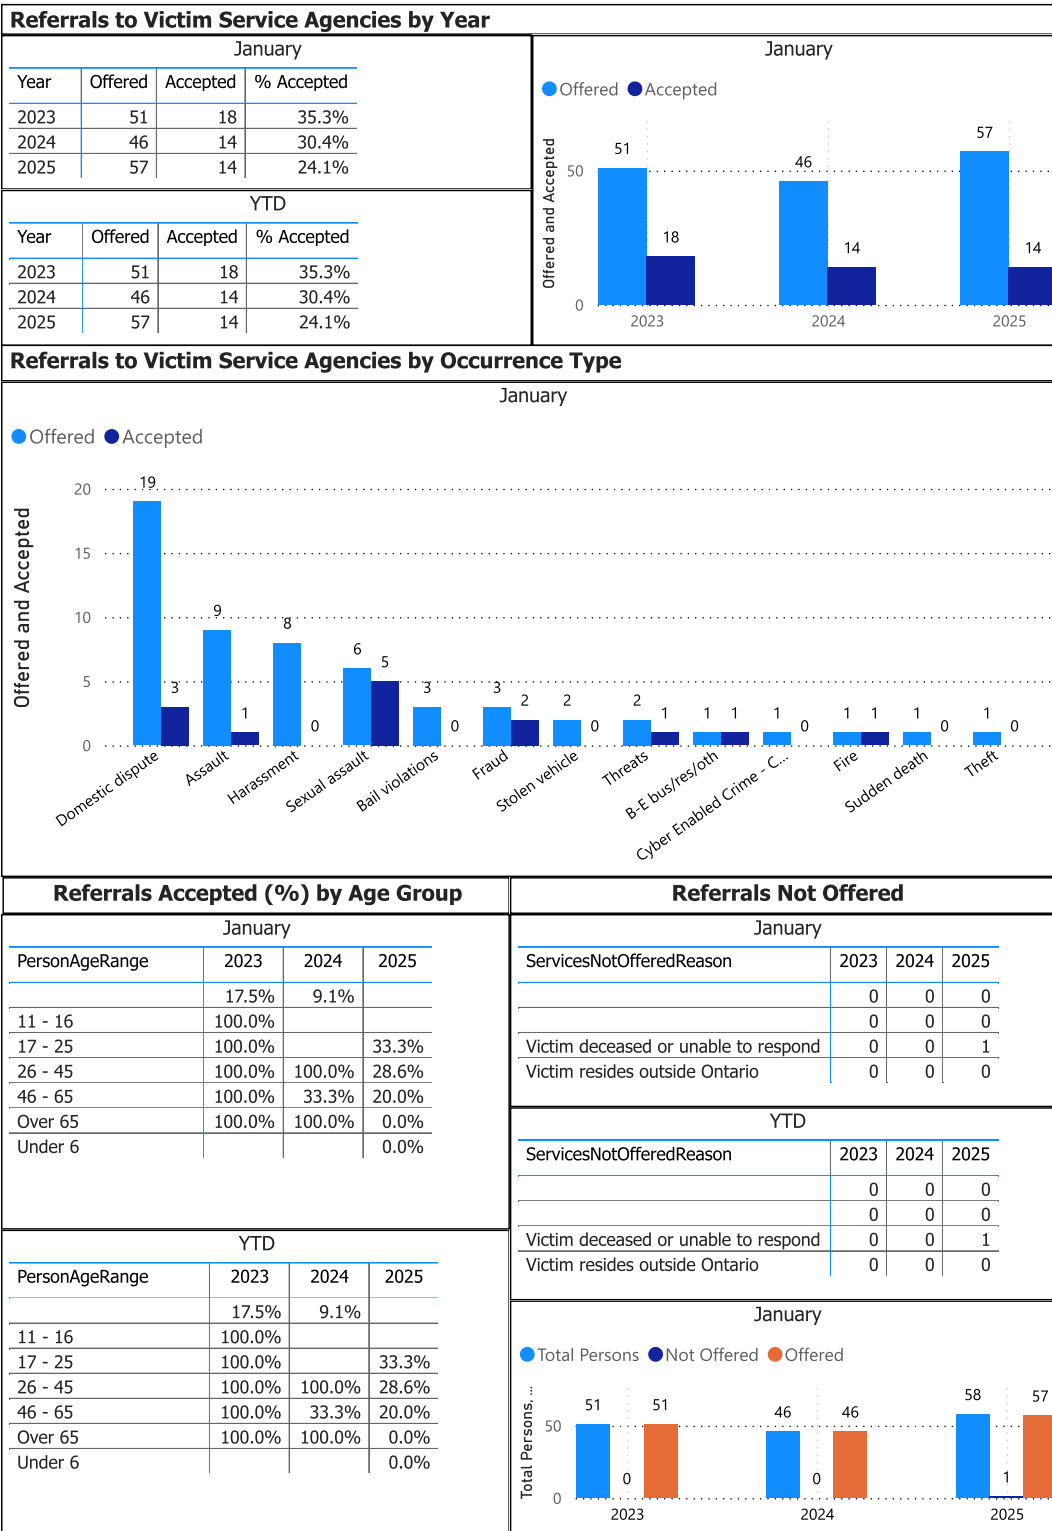 Referrals to Victim Service Agencies by Year
January
Year Offered Accepted % Accepted
2023 51 18 35.3%
2024 46 14 30.4%
2025 57 14 24.1%
YTD
Year Offered Accepted % Accepted
2023 51 18 35.3%
2024 46 14 30.4%
2025 57 14 24.1%
January
Offered Accepted
Offered and Accepted
50
0
51 18 46 14 57 14
2023 2024 2025
Referrals to Victim Service Agencies by Occurrence Type
January
Offered Accepted
Offered and Accepted
20
15
10
5
0
19 3 9 1 8 0 6 5 3 0 3 2 2 0 2 1 1 1 1 0 1 1 1 0 1 0
Domestic dispute
Assault
Harassment
Sexual assault
Bail violations
Fraud
Stolen vehicle
Threats
B-E bus/res/oth
Cyber Enabled Crime - C...
Fire
Sudden death
Theft
Referrals Accepted (%) by Age Group
January
PersonAgeRange 2023 2024 2025
17.5% 9.1%
11 - 16 100.0%
17 - 25 100.0% 33.3%
26 - 45 100.0% 100.0% 28.6%
46 - 65 100.0% 33.3% 20.0%
Over 65 100.0% 100.0% 0.0%
Under 6 0.0%
YTD
PersonAgeRange 2023 2024 2025
17.5% 9.1%
11 - 16 100.0%
17 - 25 100.0% 33.3%
26 - 45 100.0% 100.0% 28.6%
46 - 65 100.0% 33.3% 20.0%
Over 65 100.0% 100.0% 0.0%
Under 6 0.0%
Referrals Not Offered
January
ServicesNotOfferedReason 2023 2024 2025
0 0 0
0 0 0
Victim deceased or unable to respond 0 0 1
Victim resides outside Ontario 0 0 0
YTD
ServicesNotOfferedReason 2023 2024 2025
0 0 0
0 0 0
Victim deceased or unable to respond 0 0 1
Victim resides outside Ontario 0 0 0
January
Total Persons Not Offered Offered
Total Persons, ...
50
0
51 0 51 46 0 46 58 1 57
2023 2024 2025